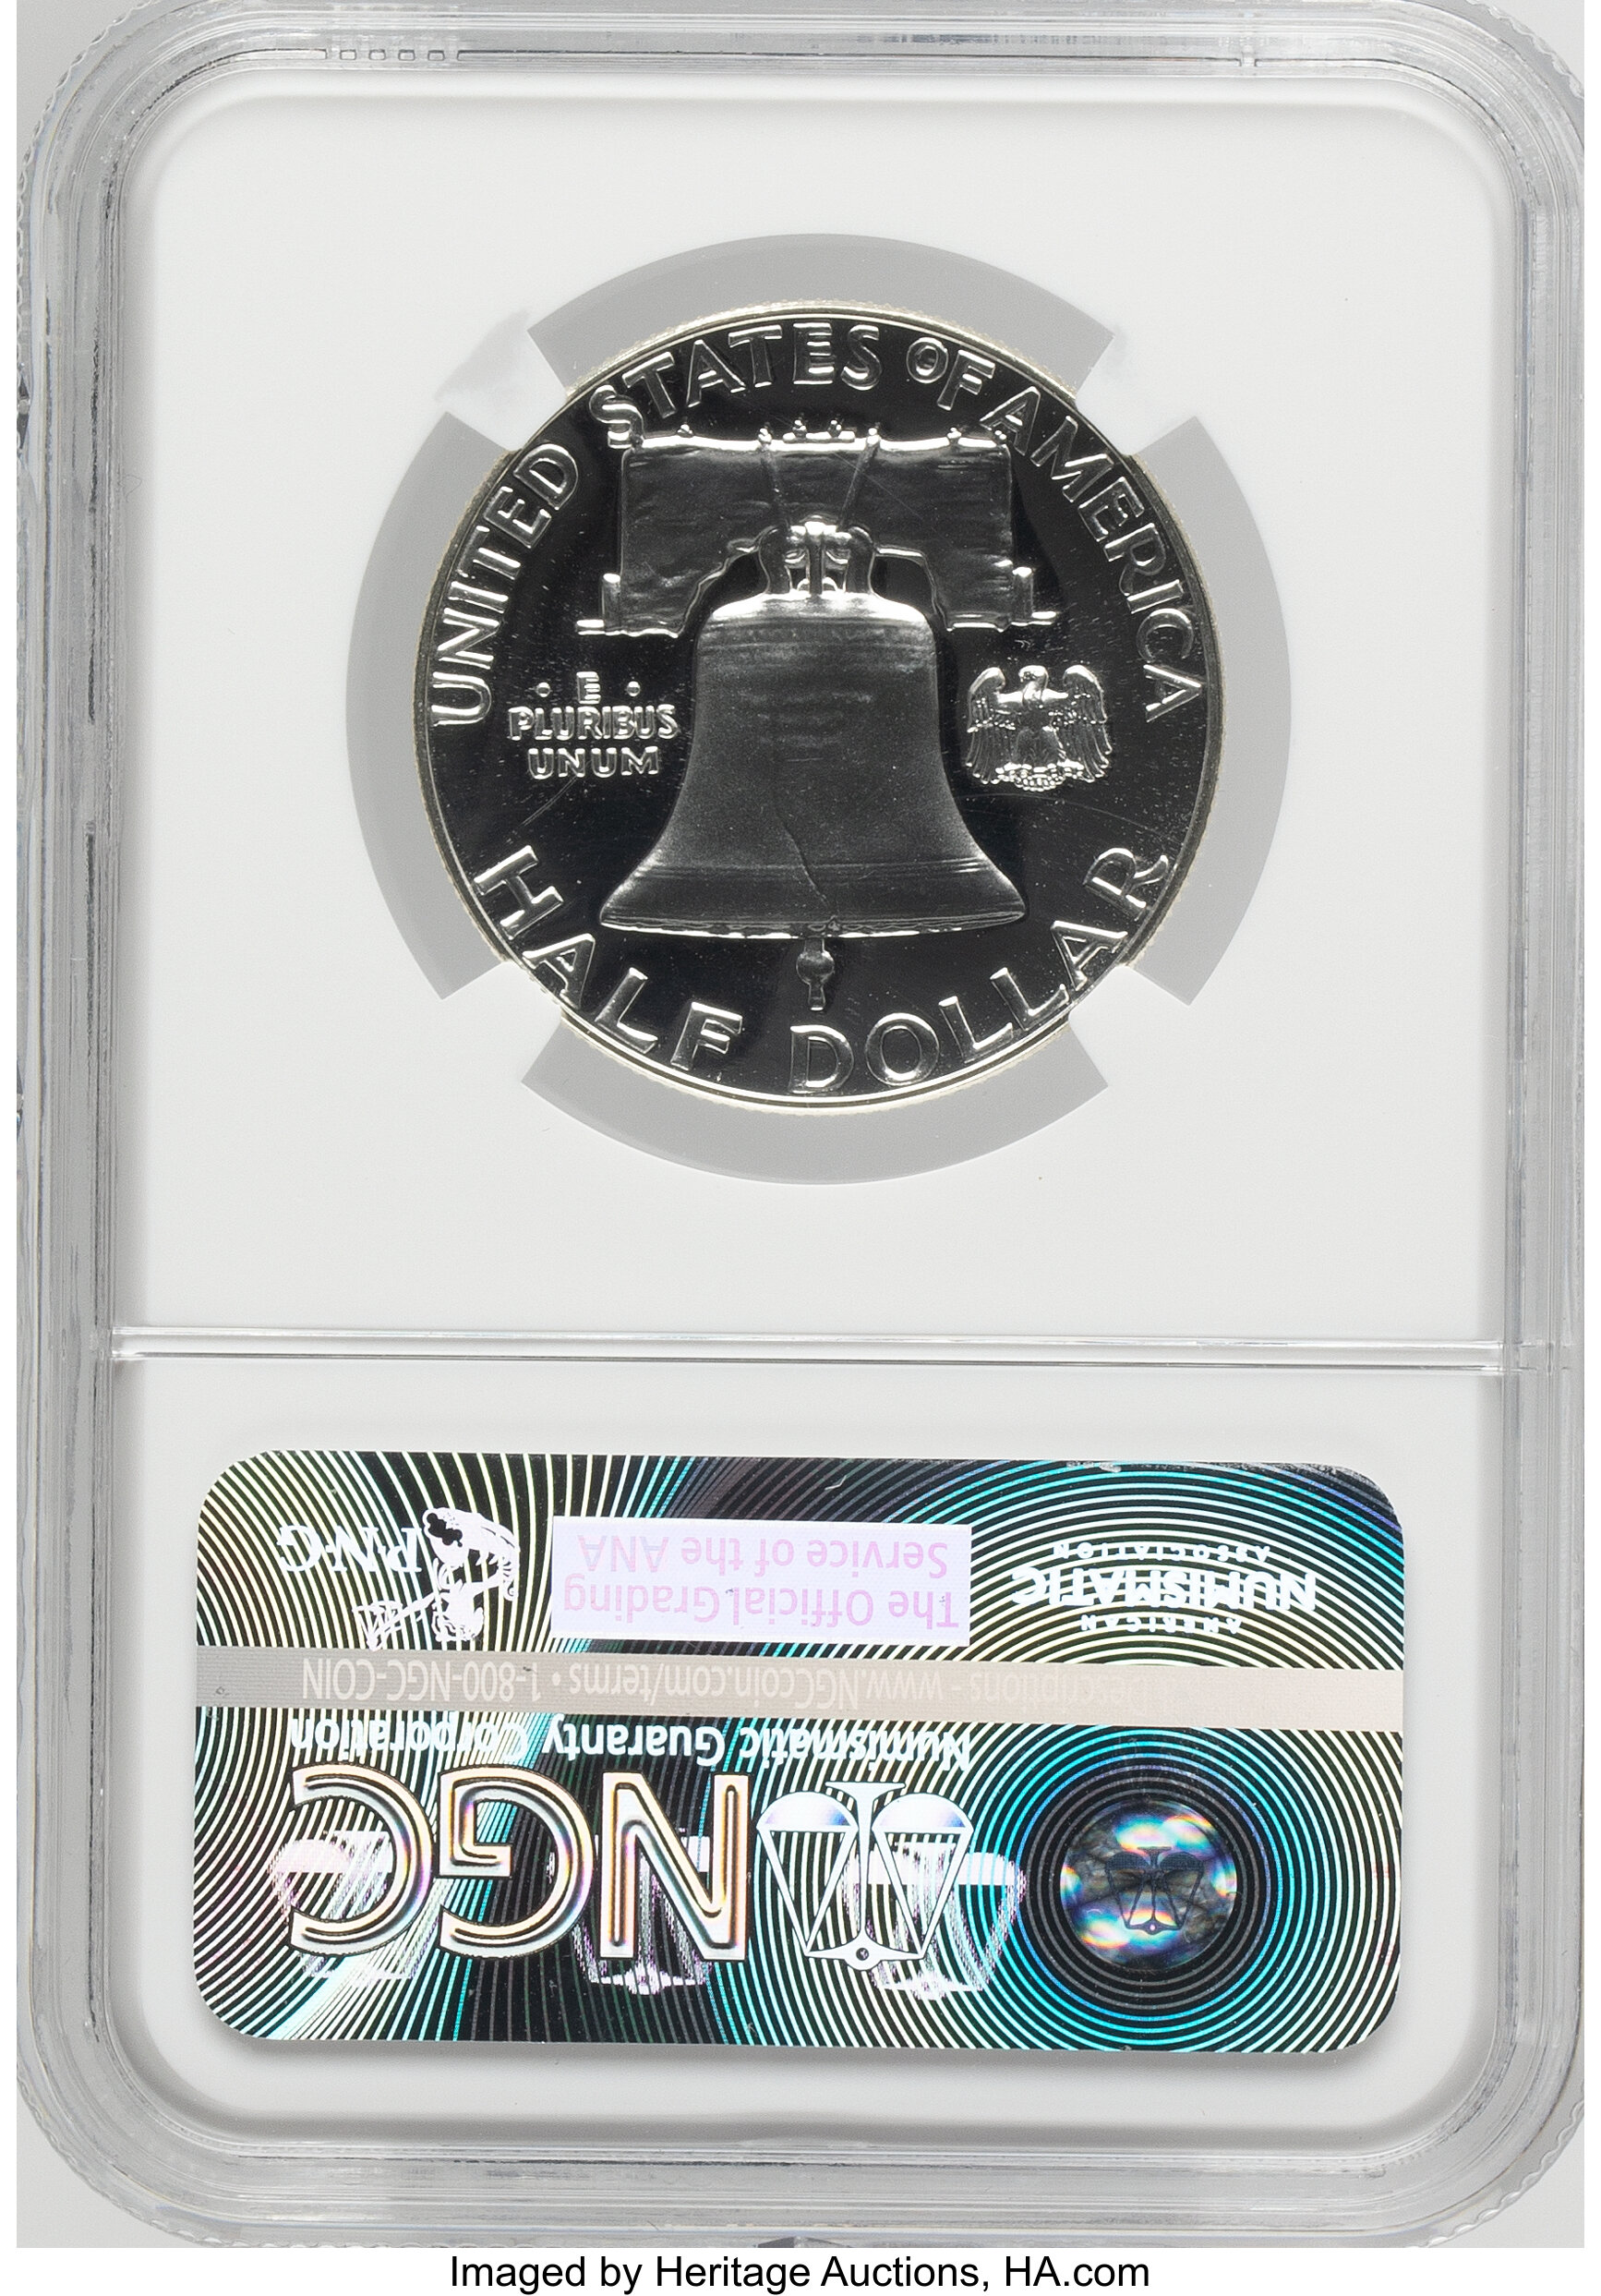 UNITED STATES OF AMERICA
· E ·
PLURIBUS
UNUM
HALF DOLLAR
P·N·G
The Official Grading
Service of the ANA
AMERICAN
NUMISMATIC
ASSOCIATION
Descriptions - www.NGCcoin.com/terms • 1-800-NGC-COIN
NGC
Numismatic Guaranty Corporation
Imaged by Heritage Auctions, HA.com